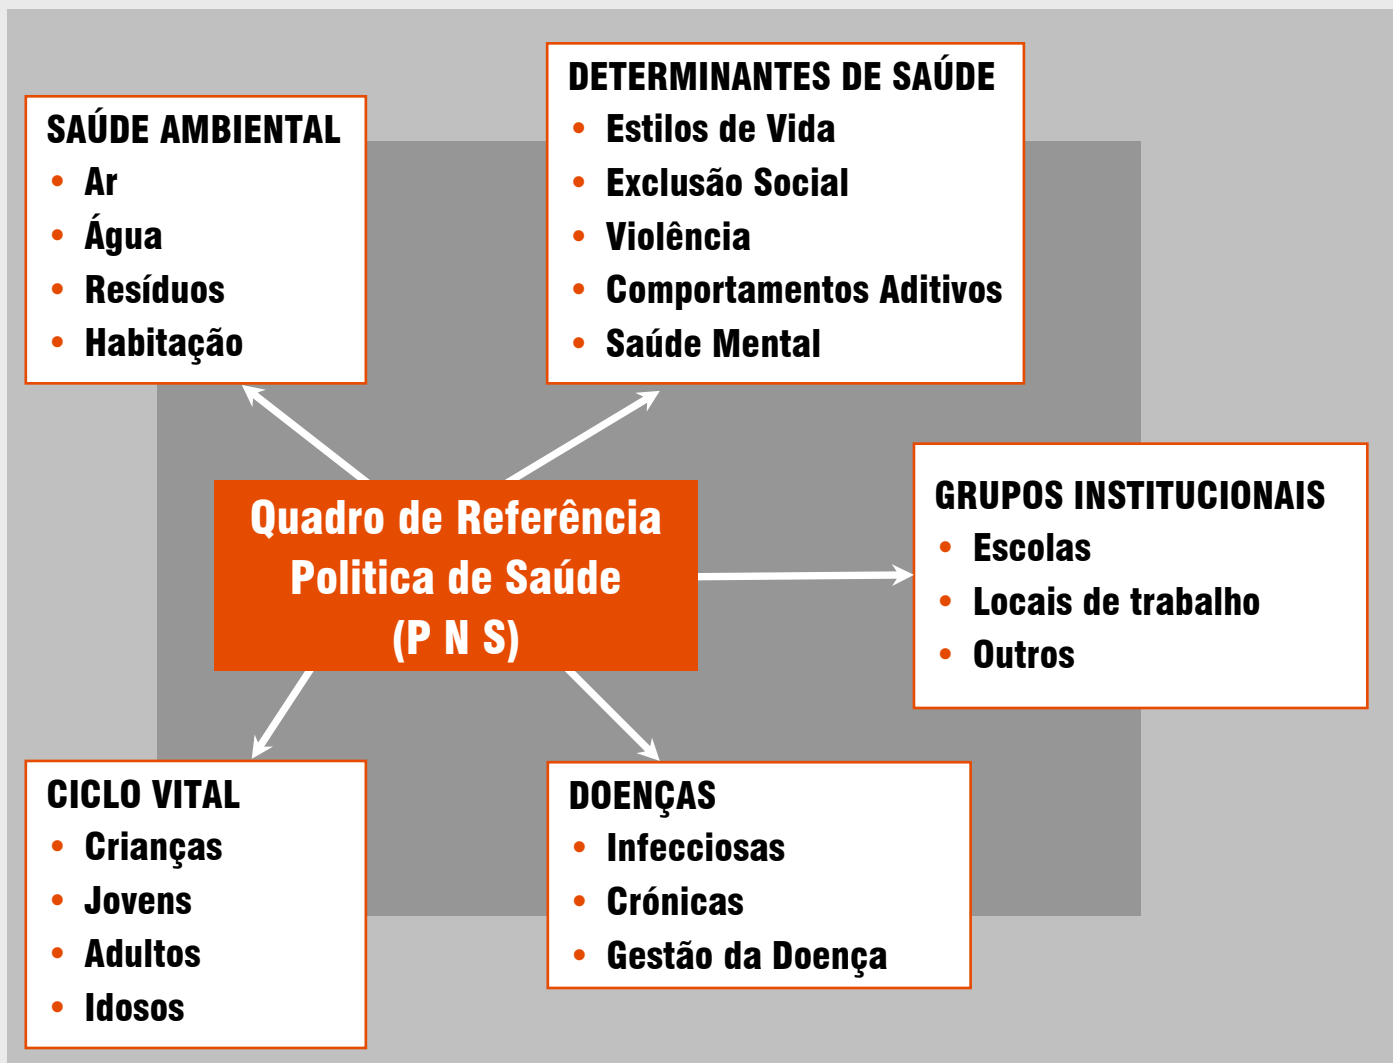 SAÚDE AMBIENTAL
• Ar
• Água
• Resíduos
• Habitação
DETERMINANTES DE SAÚDE
• Estilos de Vida
• Exclusão Social
• Violência
• Comportamentos Aditivos
• Saúde Mental
Quadro de Referência
Politica de Saúde
(P N S)
GRUPOS INSTITUCIONAIS
• Escolas
• Locais de trabalho
• Outros
CICLO VITAL
• Crianças
• Jovens
• Adultos
• Idosos
DOENÇAS
• Infecciosas
• Crónicas
• Gestão da Doença